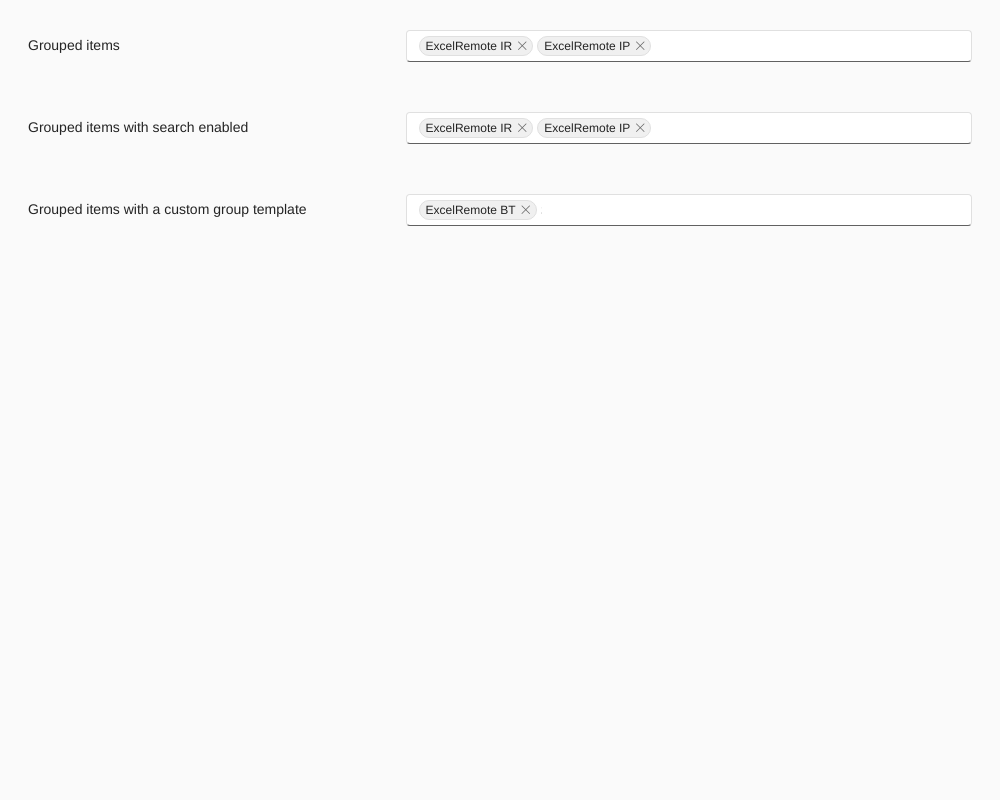 Grouped items
ExcelRemote IR ExcelRemote IP
Grouped items with search enabled
ExcelRemote IR ExcelRemote IP
Grouped items with a custom group template
ExcelRemote BT